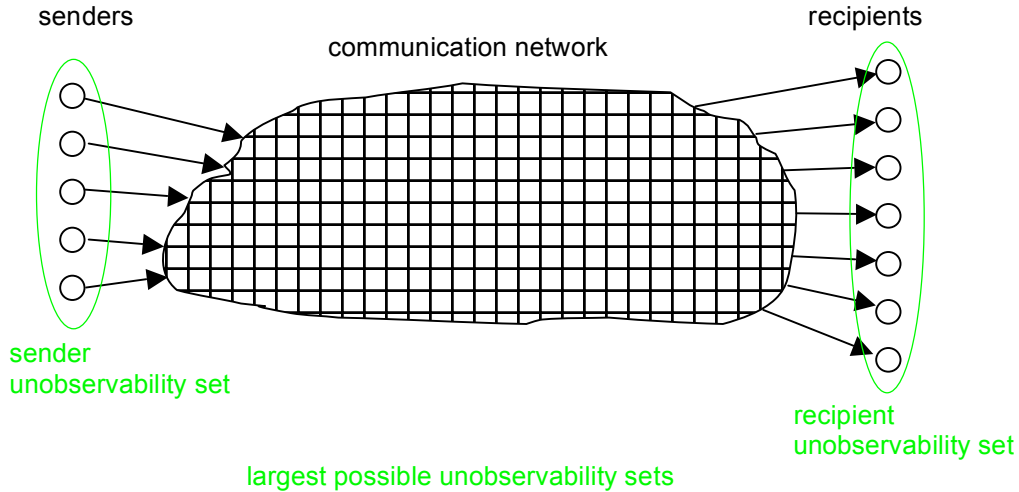 senders
recipients
communication network
sender
unobservability set
recipient
unobservability set
largest possible unobservability sets